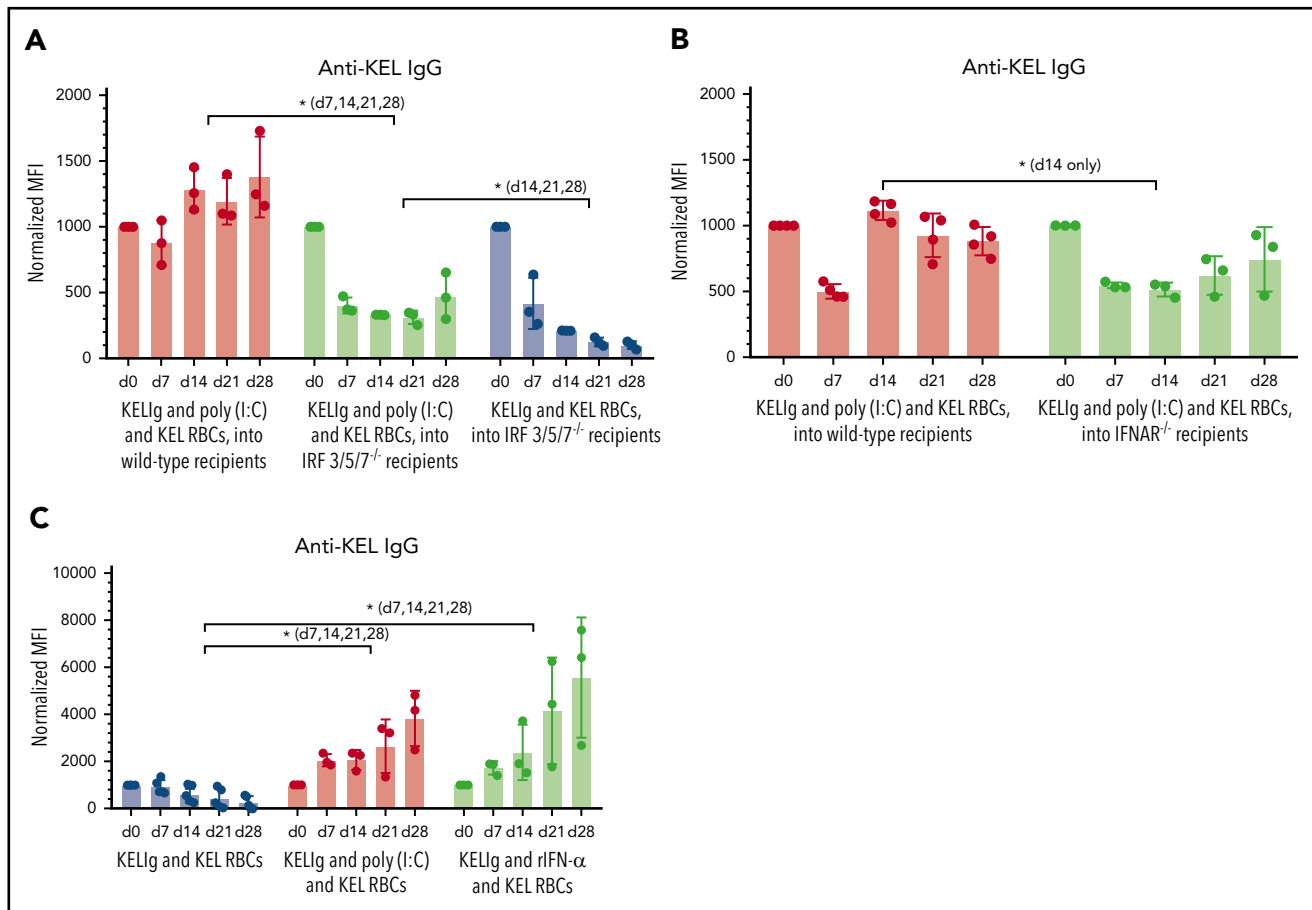 A
Anti-KEL IgG
Normalized MFI
2000
1500
1000
500
0
* (d7,14,21,28)
* (d14,21,28)
d0 d7 d14 d21 d28 d0 d7 d14 d21 d28 d0 d7 d14 d21 d28
KELIg and poly (I:C)
and KEL RBCs, into
wild-type recipients
KELIg and poly (I:C)
and KEL RBCs, into
IRF 3/5/7-/- recipients
KELIg and KEL RBCs,
into IRF 3/5/7-/- recipients
B
Anti-KEL IgG
Normalized MFI
2000
1500
1000
500
0
* (d14 only)
d0 d7 d14 d21 d28 d0 d7 d14 d21 d28
KELIg and poly (I:C) and KEL RBCs,
into wild-type recipients
KELIg and poly (I:C) and KEL RBCs,
into IFNAR-/- recipients
C
Anti-KEL IgG
Normalized MFI
10000
8000
6000
4000
2000
0
* (d7,14,21,28)
* (d7,14,21,28)
d0 d7 d14 d21 d28 d0 d7 d14 d21 d28 d0 d7 d14 d21 d28
KELIg and KEL RBCs
KELIg and poly (I:C)
and KEL RBCs
KELIg and rIFN-α
and KEL RBCs